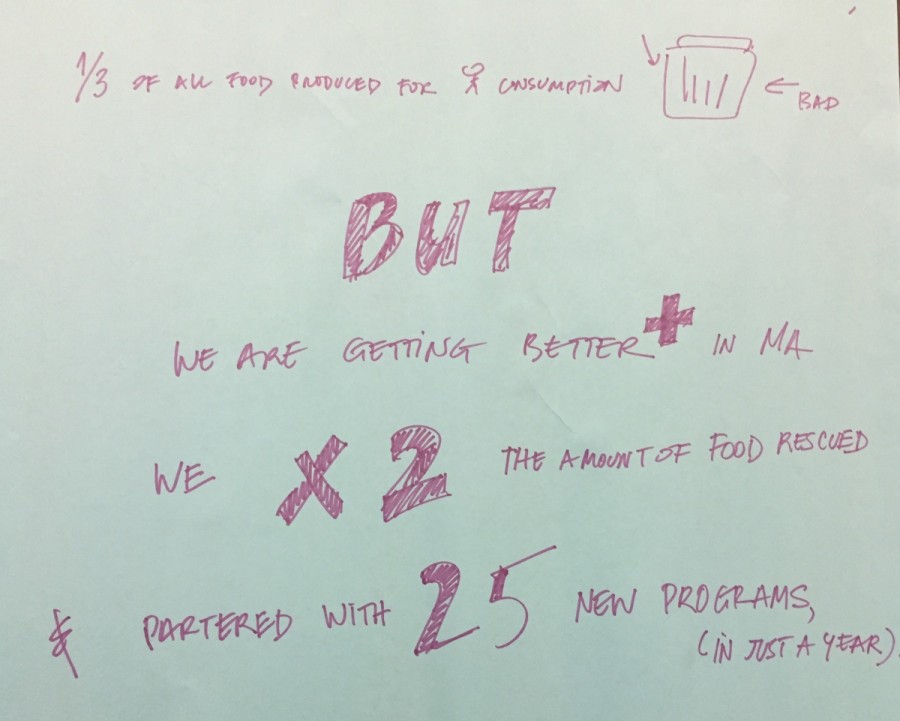 1/3 OF ALL FOOD PRODUCED FOR CONSUMPTION
← BAD
BUT
WE ARE GETTING BETTER+ IN MA
WE X2 THE AMOUNT OF FOOD RESCUED
& PARTERED WITH 25 NEW PROGRAMS,
(IN JUST A YEAR)